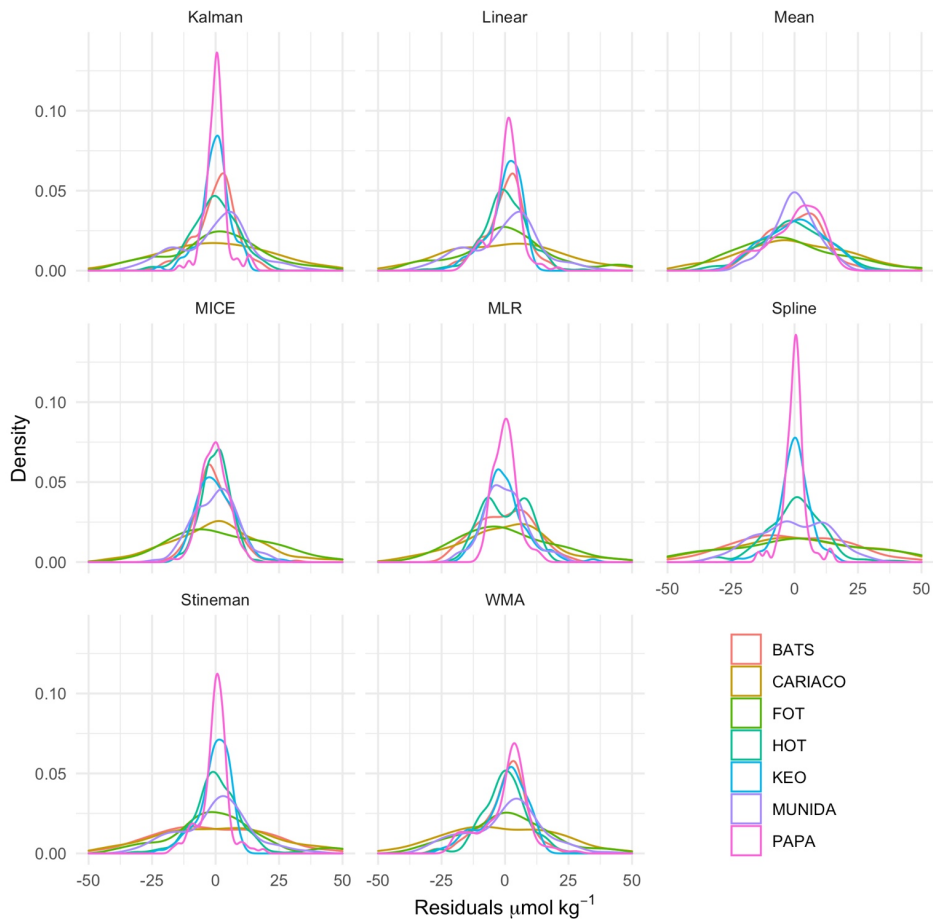 Kalman Linear Mean
0.10
0.05
0.00
MICE MLR Spline
0.10
0.05
0.00
-50 -25 0 25 50
Stineman WMA
0.10
0.05
0.00
-50 -25 0 25 50 -50 -25 0 25 50
Density
Residuals μmol kg⁻¹
BATS
CARIACO
FOT
HOT
KEO
MUNIDA
PAPA